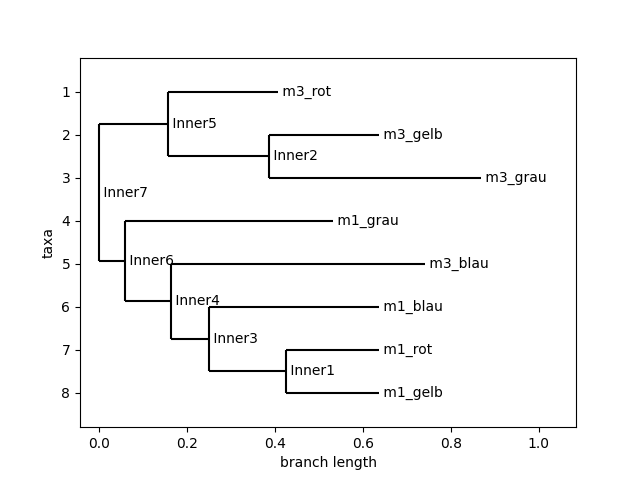 1
m3_rot
Inner5
2
m3_gelb
Inner2
3
m3_grau
Inner7
4
m1_grau
taxa
Inner6
5
m3_blau
Inner4
6
m1_blau
Inner3
7
m1_rot
Inner1
8
m1_gelb
0.0 0.2 0.4 0.6 0.8 1.0
branch length